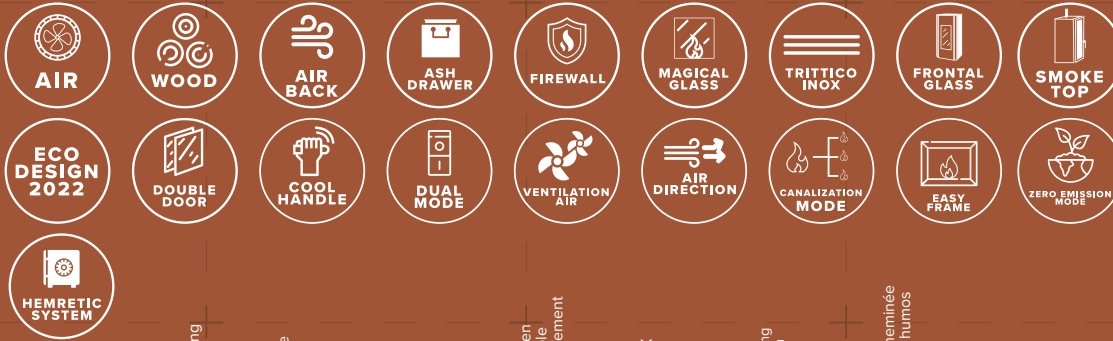 AIR
WOOD
AIR
BACK
ASH
DRAWER
FIREWALL
MAGICAL
GLASS
TRITTICO
INOX
FRONTAL
GLASS
SMOKE
TOP
ECO
DESIGN
2022
DOUBLE
DOOR
COOL
HANDLE
DUAL
MODE
VENTILATION
AIR
AIR
DIRECTION
CANALIZATION
MODE
EASY
FRAME
ZERO EMISSION
MODE
HEMRETIC
SYSTEM
humos